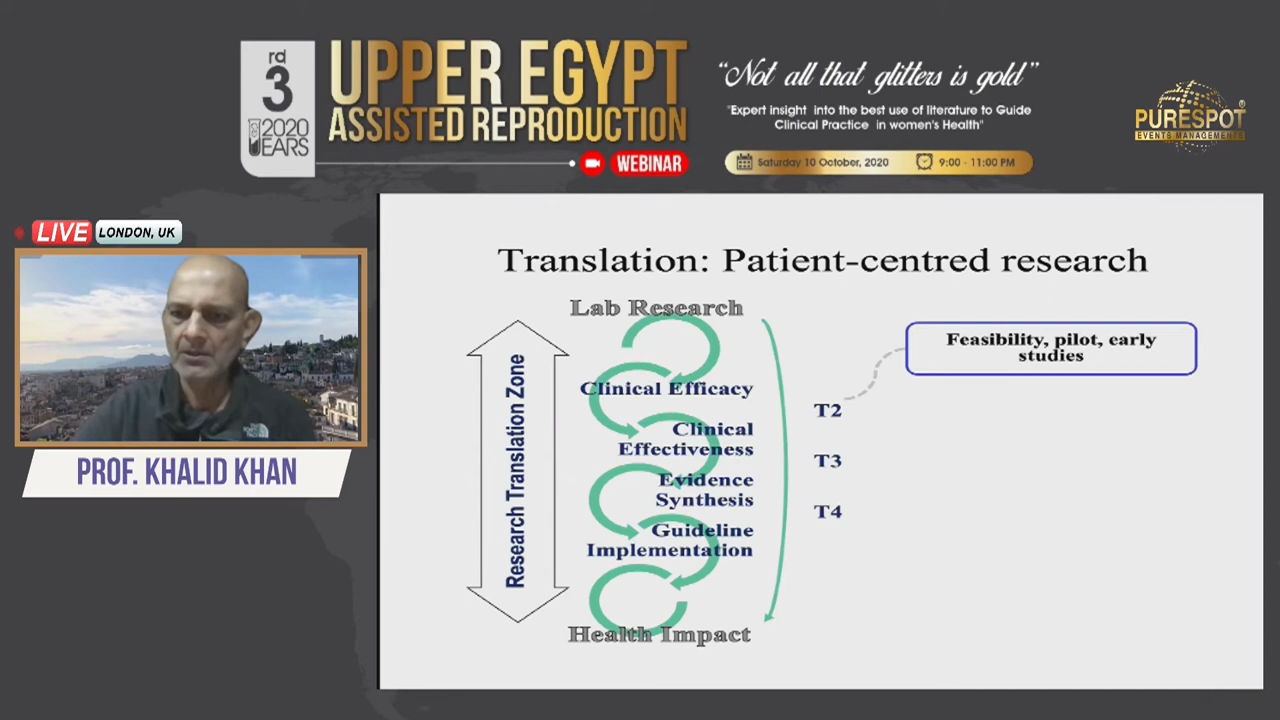 rd
3
2020
EARS
UPPER EGYPT
ASSISTED REPRODUCTION
WEBINAR
“Not all that glitters is gold”
"Expert insight into the best use of literature to Guide
Clinical Practice in women's Health"
Saturday 10 October, 2020
9:00 - 11:00 PM
PURESPOT®
EVENTS MANAGEMENTS
LIVE
LONDON, UK
PROF. KHALID KHAN
Translation: Patient-centred research
Research Translation Zone
Lab Research
Clinical Efficacy
Clinical
Effectiveness
Evidence
Synthesis
Guideline
Implementation
Health Impact
T2
T3
T4
Feasibility, pilot, early
studies